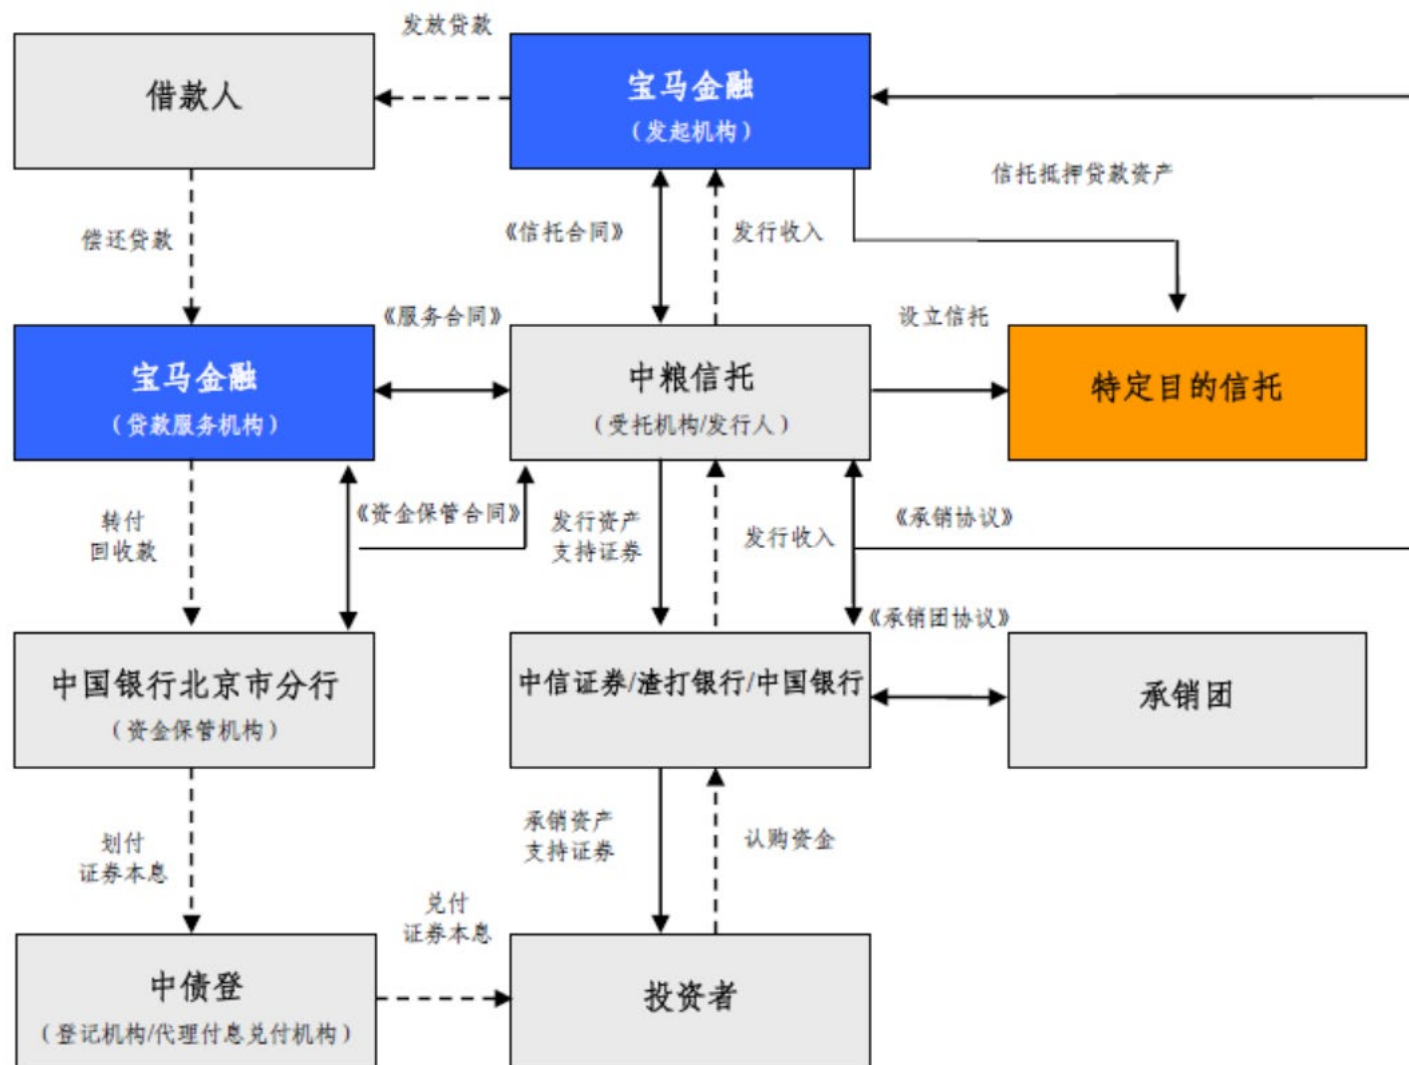 发放贷款
借款人
宝马金融
（发起机构）
信托抵押贷款资产
偿还贷款
《信托合同》
发行收入
《服务合同》
设立信托
宝马金融
（贷款服务机构）
中粮信托
（受托机构/发行人）
特定目的信托
转付
回收款
《资金保管合同》
发行资产
支持证券
发行收入
《承销协议》
《承销团协议》
中国银行北京市分行
（资金保管机构）
中信证券/渣打银行/中国银行
承销团
划付
证券本息
承销资产
支持证券
认购资金
兑付
证券本息
中债登
（登记机构/代理付息兑付机构）
投资者